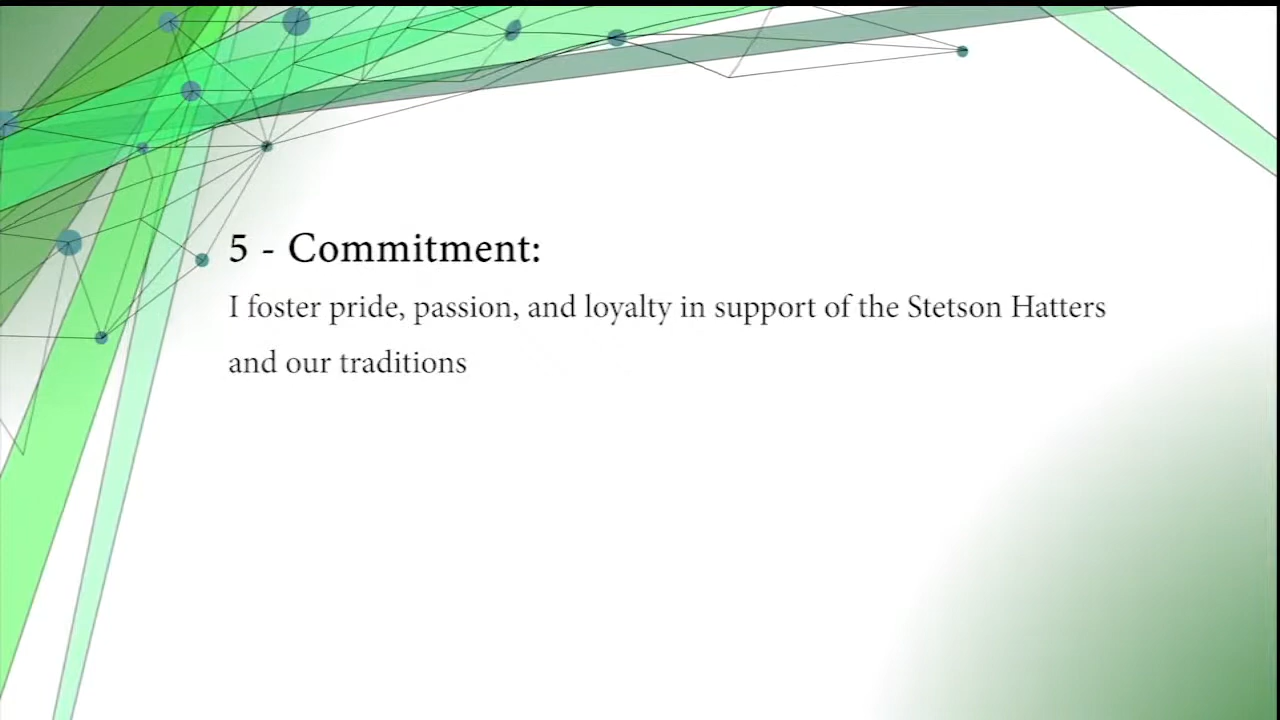 5 - Commitment:
I foster pride, passion, and loyalty in support of the Stetson Hatters
and our traditions